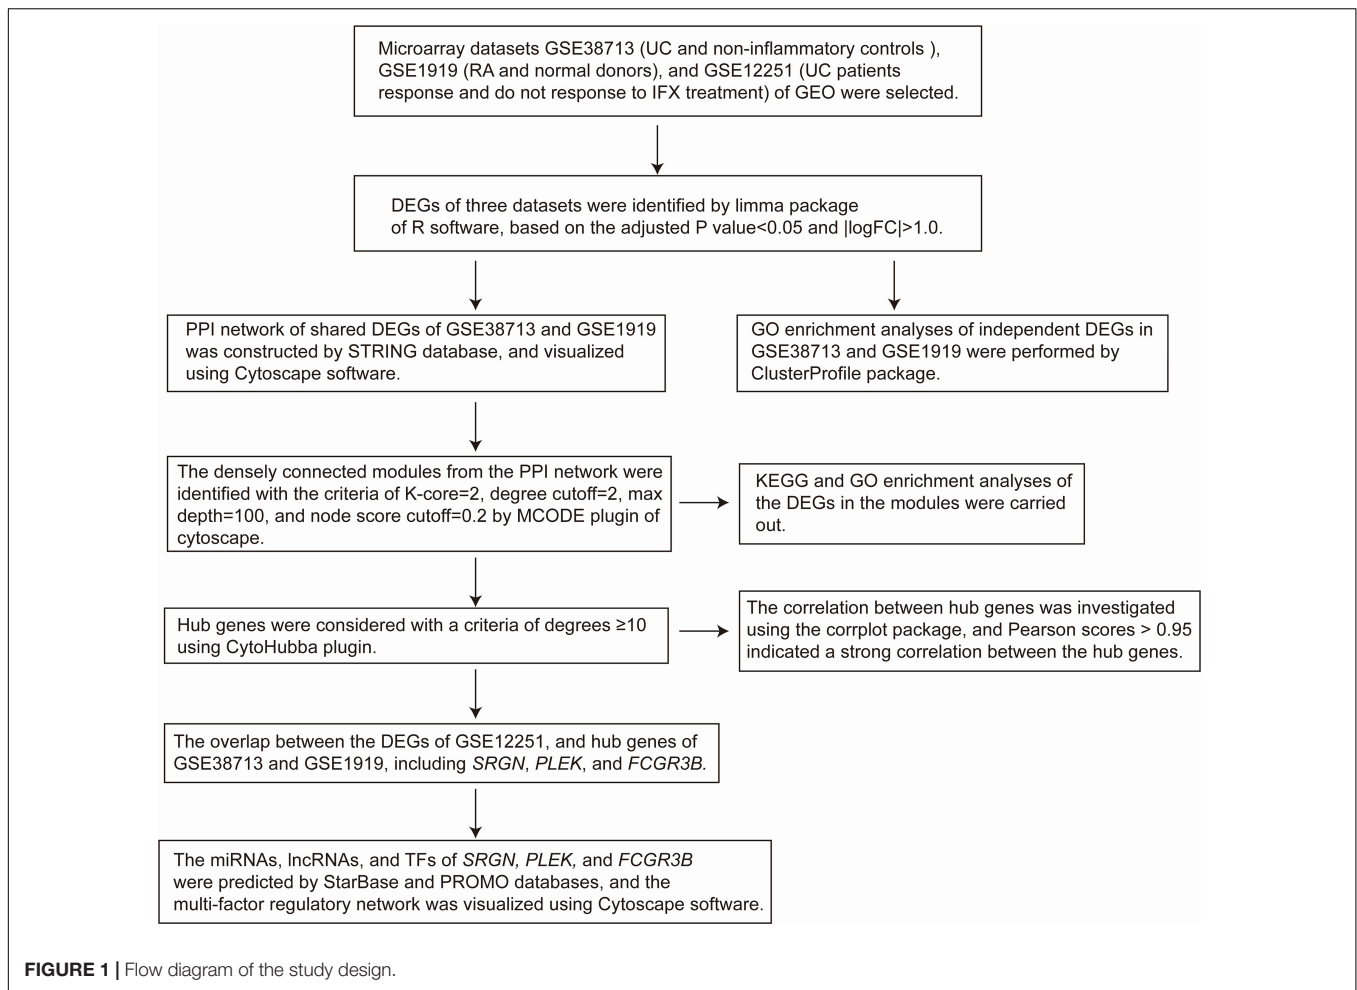 Microarray datasets GSE38713 (UC and non-inflammatory controls ),
GSE1919 (RA and normal donors), and GSE12251 (UC patients
response and do not response to IFX treatment) of GEO were selected.
DEGs of three datasets were identified by limma package
of R software, based on the adjusted P value<0.05 and |logFC|>1.0.
PPI network of shared DEGs of GSE38713 and GSE1919
was constructed by STRING database, and visualized
using Cytoscape software.
GO enrichment analyses of independent DEGs in
GSE38713 and GSE1919 were performed by
ClusterProfile package.
The densely connected modules from the PPI network were
identified with the criteria of K-core=2, degree cutoff=2, max
depth=100, and node score cutoff=0.2 by MCODE plugin of
cytoscape.
KEGG and GO enrichment analyses of
the DEGs in the modules were carried
out.
Hub genes were considered with a criteria of degrees ≥10
using CytoHubba plugin.
The correlation between hub genes was investigated
using the corrplot package, and Pearson scores > 0.95
indicated a strong correlation between the hub genes.
The overlap between the DEGs of GSE12251, and hub genes of
GSE38713 and GSE1919, including SRGN, PLEK, and FCGR3B.
The miRNAs, lncRNAs, and TFs of SRGN, PLEK, and FCGR3B
were predicted by StarBase and PROMO databases, and the
multi-factor regulatory network was visualized using Cytoscape software.
FIGURE 1 | Flow diagram of the study design.